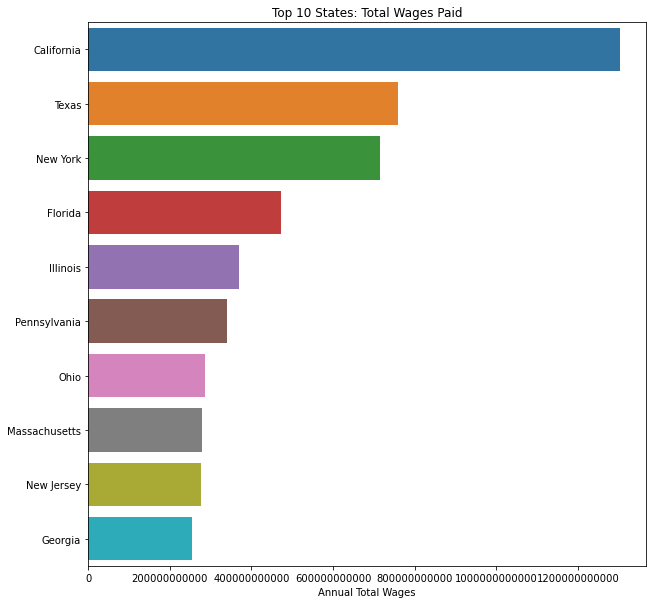 Top 10 States: Total Wages Paid
California
Texas
New York
Florida
Illinois
Pennsylvania
Ohio
Massachusetts
New Jersey
Georgia
0 200000000000 400000000000 600000000000 800000000000 1000000000000 1200000000000
Annual Total Wages